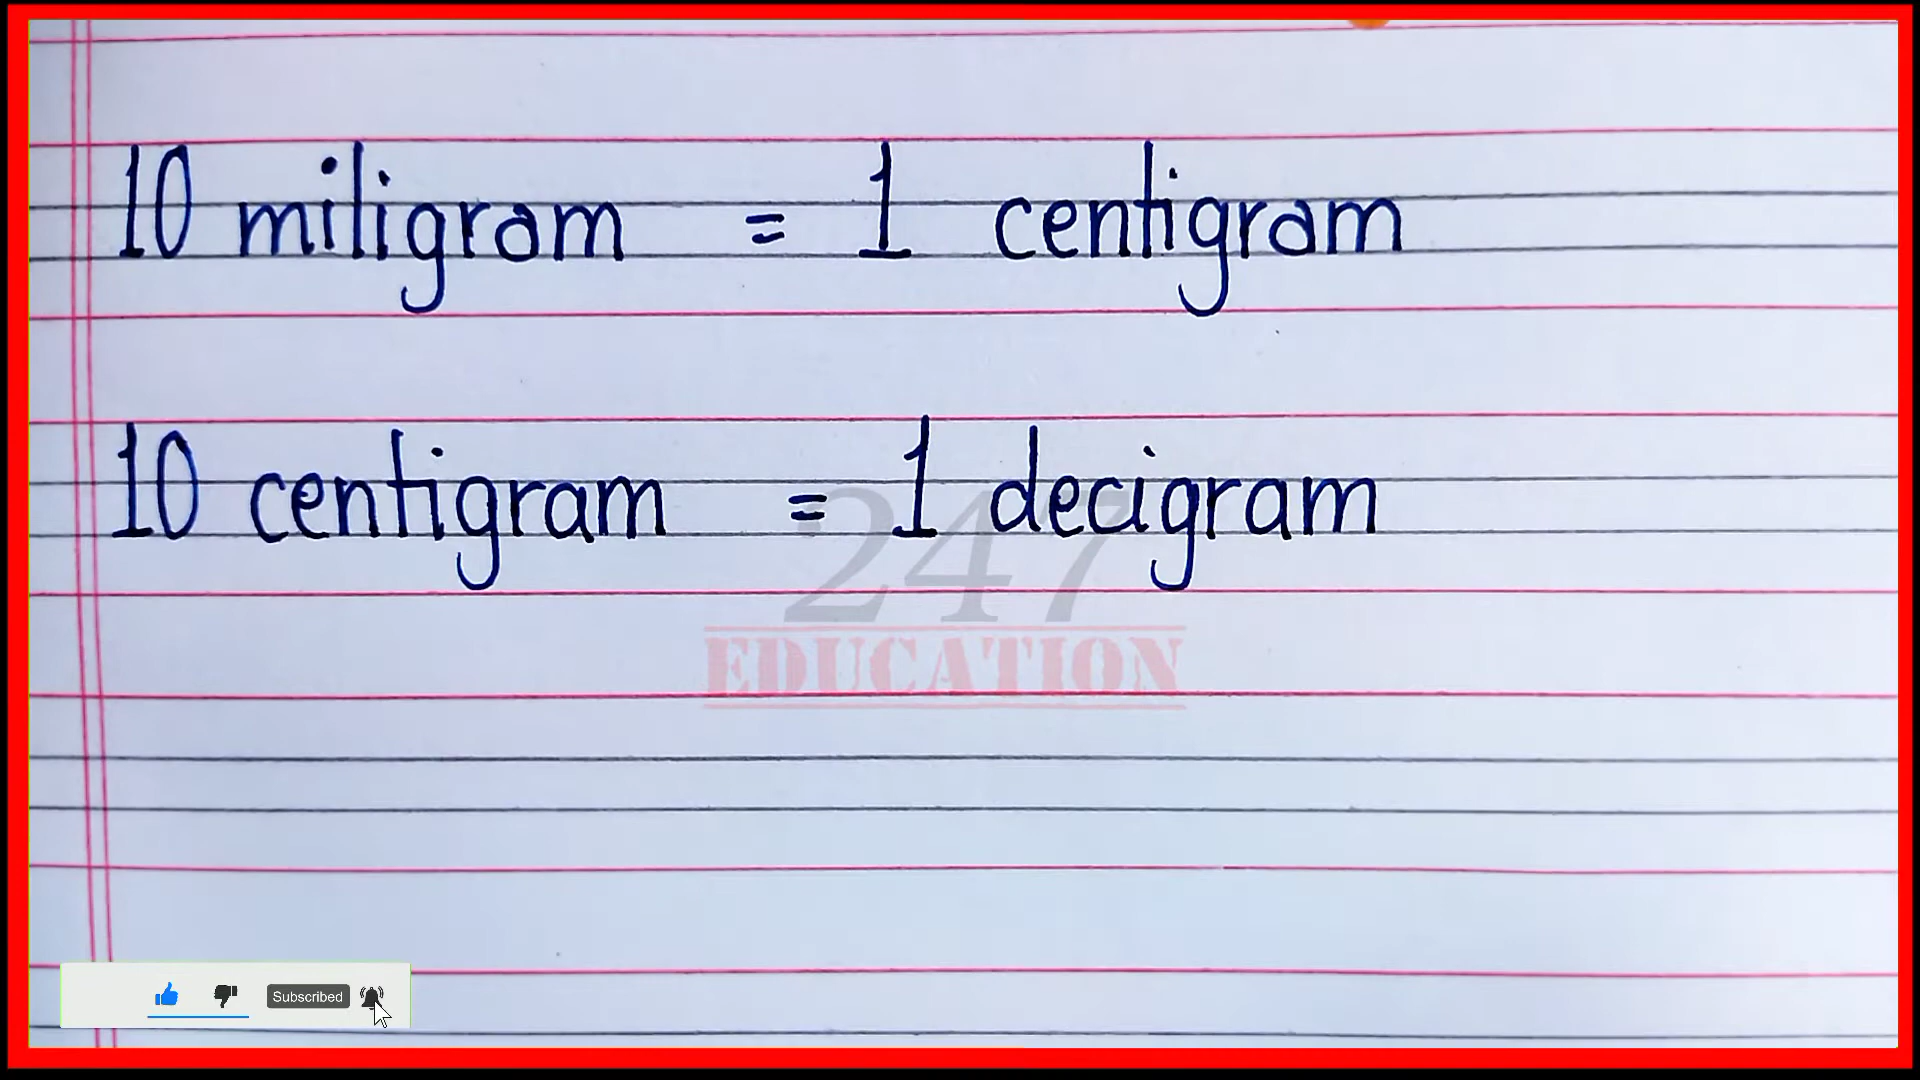 10 miligram = 1 centigram
10 centigram = 1 decigram
247
EDUCATION
Subscribed